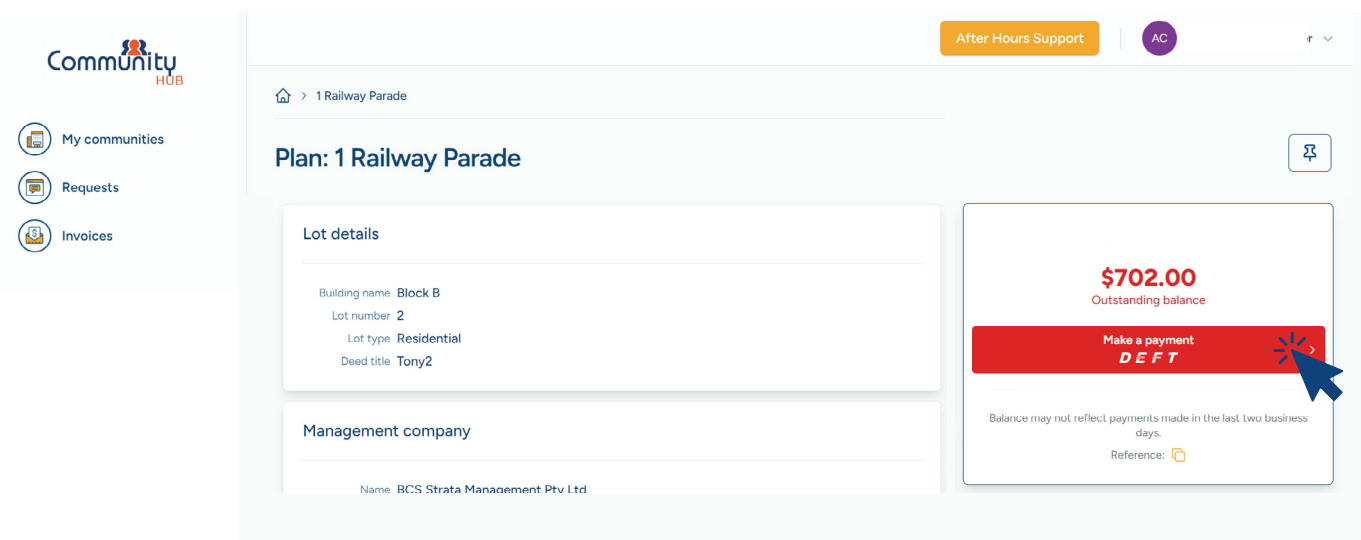 Community
HUB
After Hours Support
AC
1 Railway Parade
My communities
Requests
Invoices
Plan: 1 Railway Parade
Lot details
Building name Block B
Lot number 2
Lot type Residential
Deed title Tony2
$702.00
Outstanding balance
Make a payment
DEFT
Balance may not reflect payments made in the last two business
days.
Reference:
Management company
Name BCS Strata Management Pty Ltd